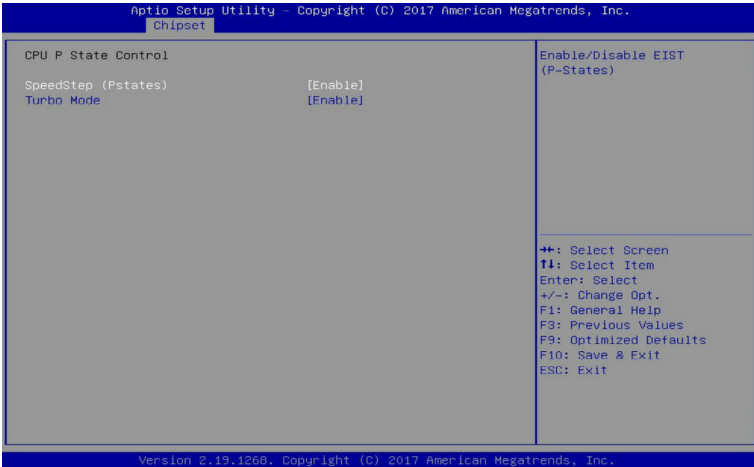 Aptio Setup Utility – Copyright (C) 2017 American Megatrends, Inc.
Chipset
CPU P State Control
SpeedStep (Pstates) [Enable]
Turbo Mode [Enable]
Enable/Disable EIST
(P-States)
→←: Select Screen
↑↓: Select Item
Enter: Select
+/-: Change Opt.
F1: General Help
F3: Previous Values
F9: Optimized Defaults
F10: Save & Exit
ESC: Exit
Version 2.19.1268. Copyright (C) 2017 American Megatrends, Inc.